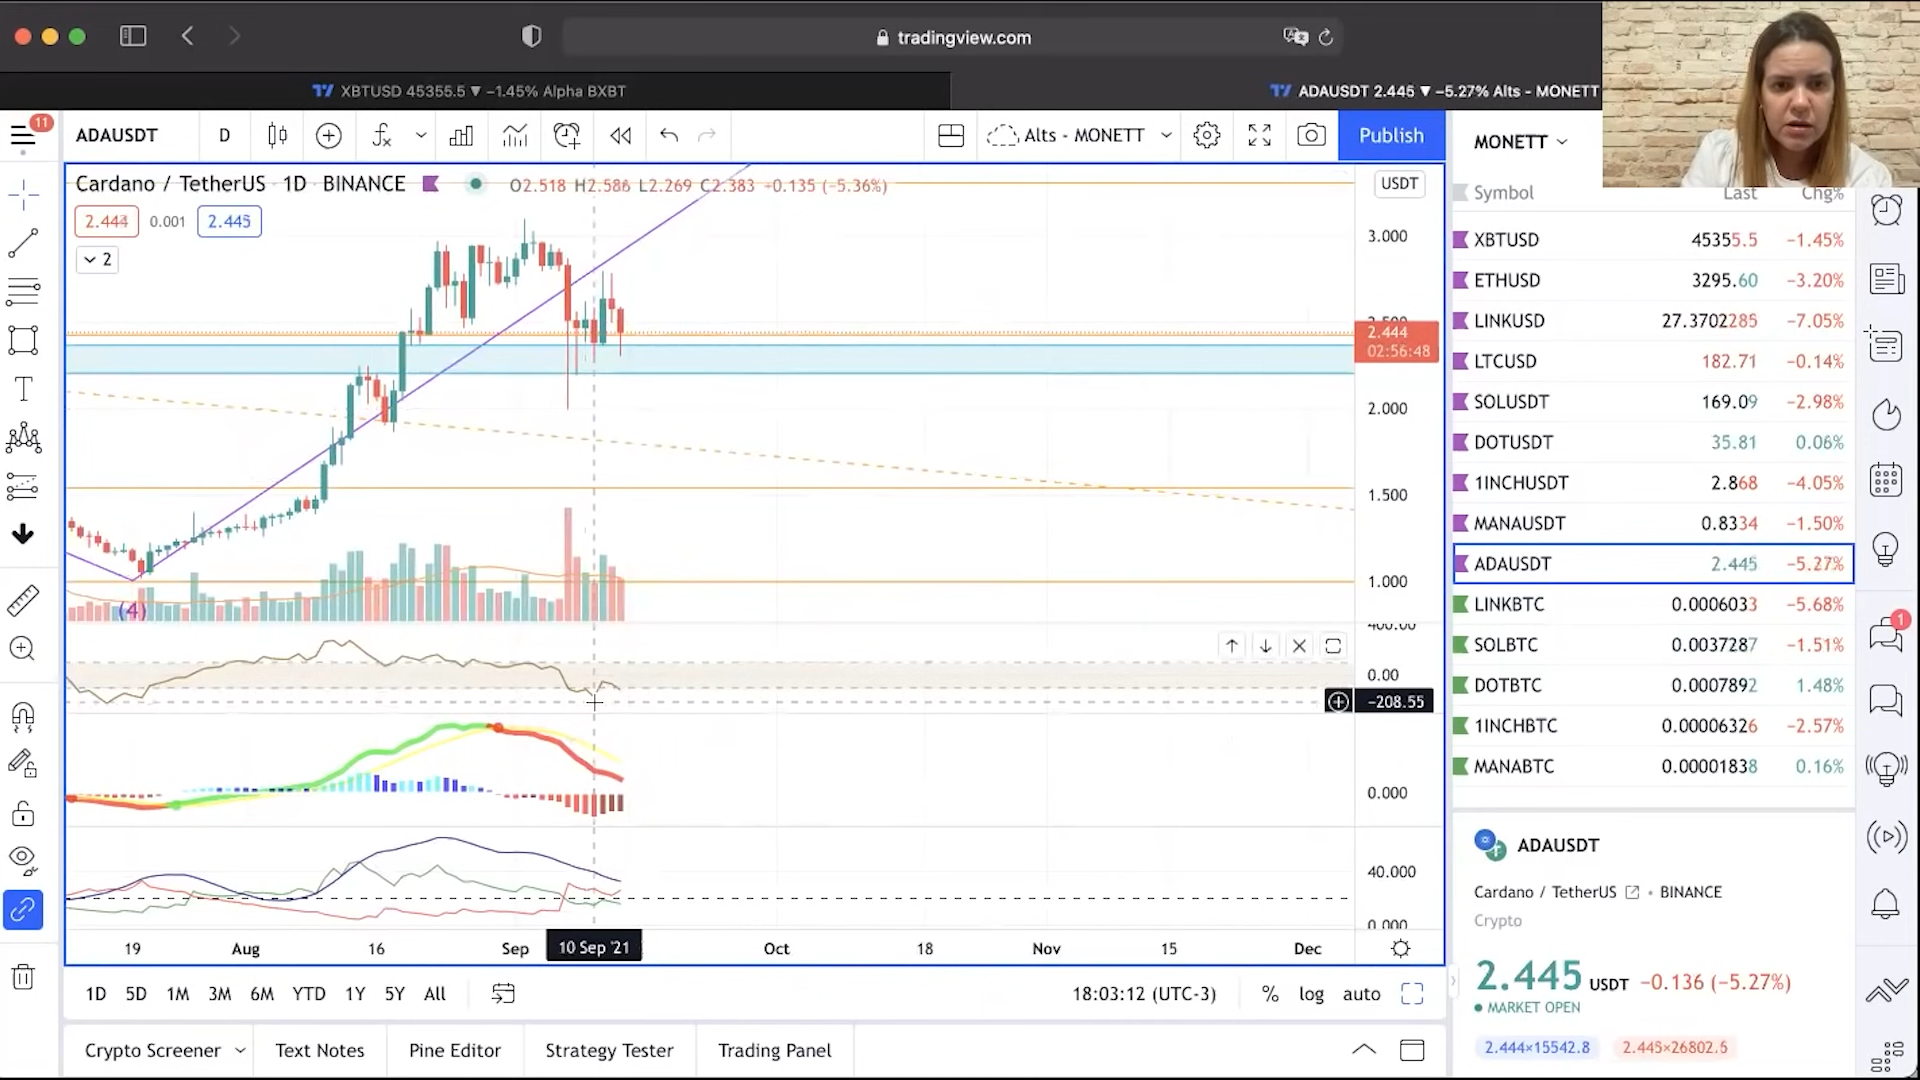 tradingview.com
XBTUSD 45355.5 ▼ −1.45% Alpha BXBT
ADAUSDT 2.445 ▼ −5.27% Alts - MONETT
11
ADAUSDT
D
Alts - MONETT
Publish
MONETT
Cardano / TetherUS 1D BINANCE
O2.518 H2.586 L2.269 C2.383 −0.135 (−5.36%)
USDT
2.444
0.001
2.445
2
3.000
2.444
02:56:48
2.000
1.500
1.000
(4)
0.00
−208.55
0.000
40.000
19
Aug
16
Sep
10 Sep '21
Oct
18
Nov
15
Dec
1D 5D 1M 3M 6M YTD 1Y 5Y All
18:03:12 (UTC-3)
% log auto
Crypto Screener
Text Notes
Pine Editor
Strategy Tester
Trading Panel
Symbol Last Chg%
XBTUSD 45355.5 −1.45%
ETHUSD 3295.60 −3.20%
LINKUSD 27.3702285 −7.05%
LTCUSD 182.71 −0.14%
SOLUSDT 169.09 −2.98%
DOTUSDT 35.81 0.06%
1INCHUSDT 2.868 −4.05%
MANAUSDT 0.8334 −1.50%
ADAUSDT 2.445 −5.27%
LINKBTC 0.0006033 −5.68%
SOLBTC 0.0037287 −1.51%
DOTBTC 0.0007892 1.48%
1INCHBTC 0.00006326 −2.57%
MANABTC 0.00001838 0.16%
1
ADAUSDT
Cardano / TetherUS • BINANCE
Crypto
2.445 USDT −0.136 (−5.27%)
MARKET OPEN
2.444×15542.8
2.445×26802.5